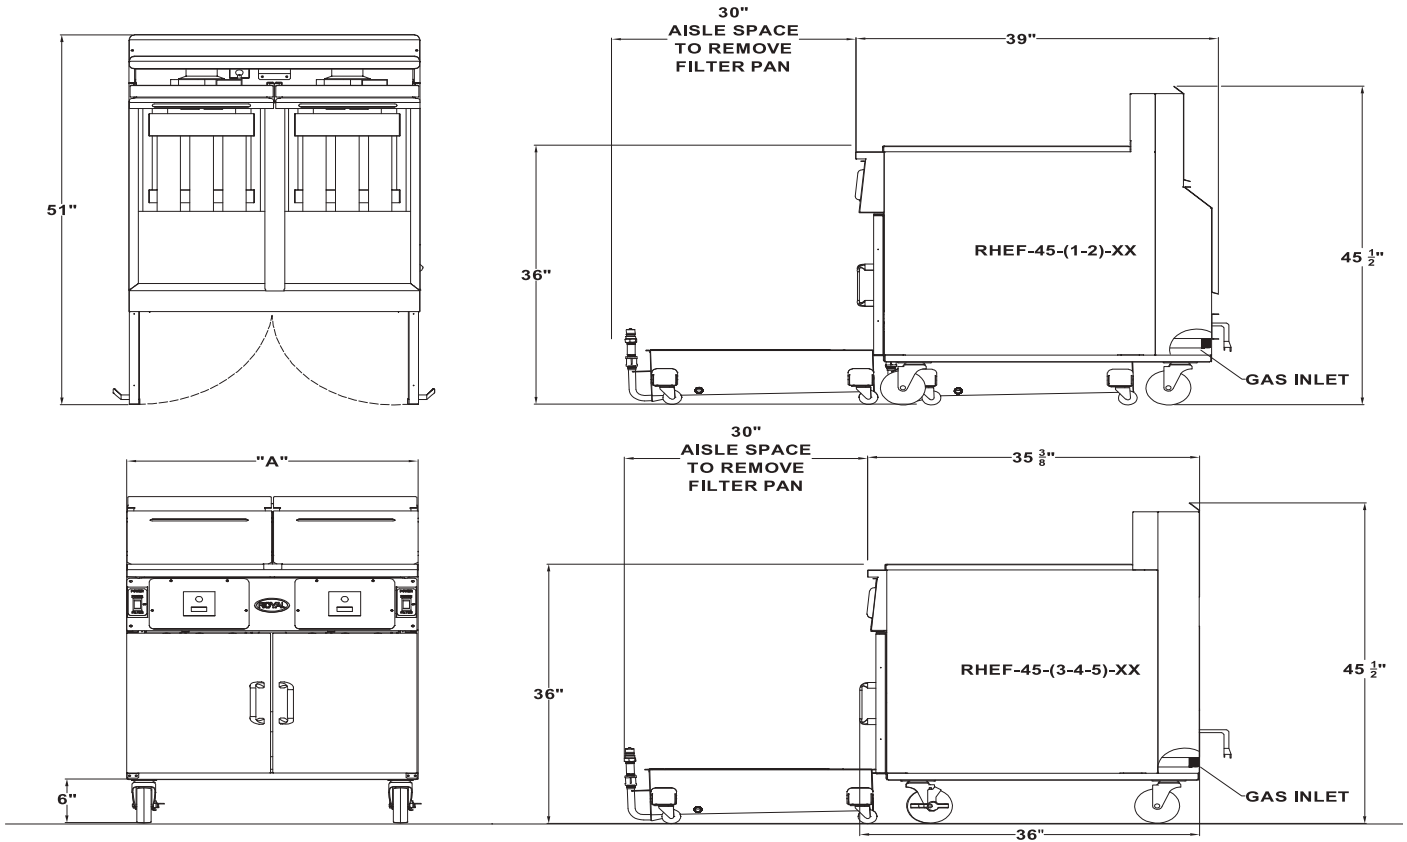 30"
AISLE SPACE
TO REMOVE
FILTER PAN
39"
51"
36"
RHEF-45-(1-2)-XX
45 1/2"
GAS INLET
"A"
ROYAL
6"
30"
AISLE SPACE
TO REMOVE
FILTER PAN
35 3/8"
36"
RHEF-45-(3-4-5)-XX
45 1/2"
GAS INLET
36"